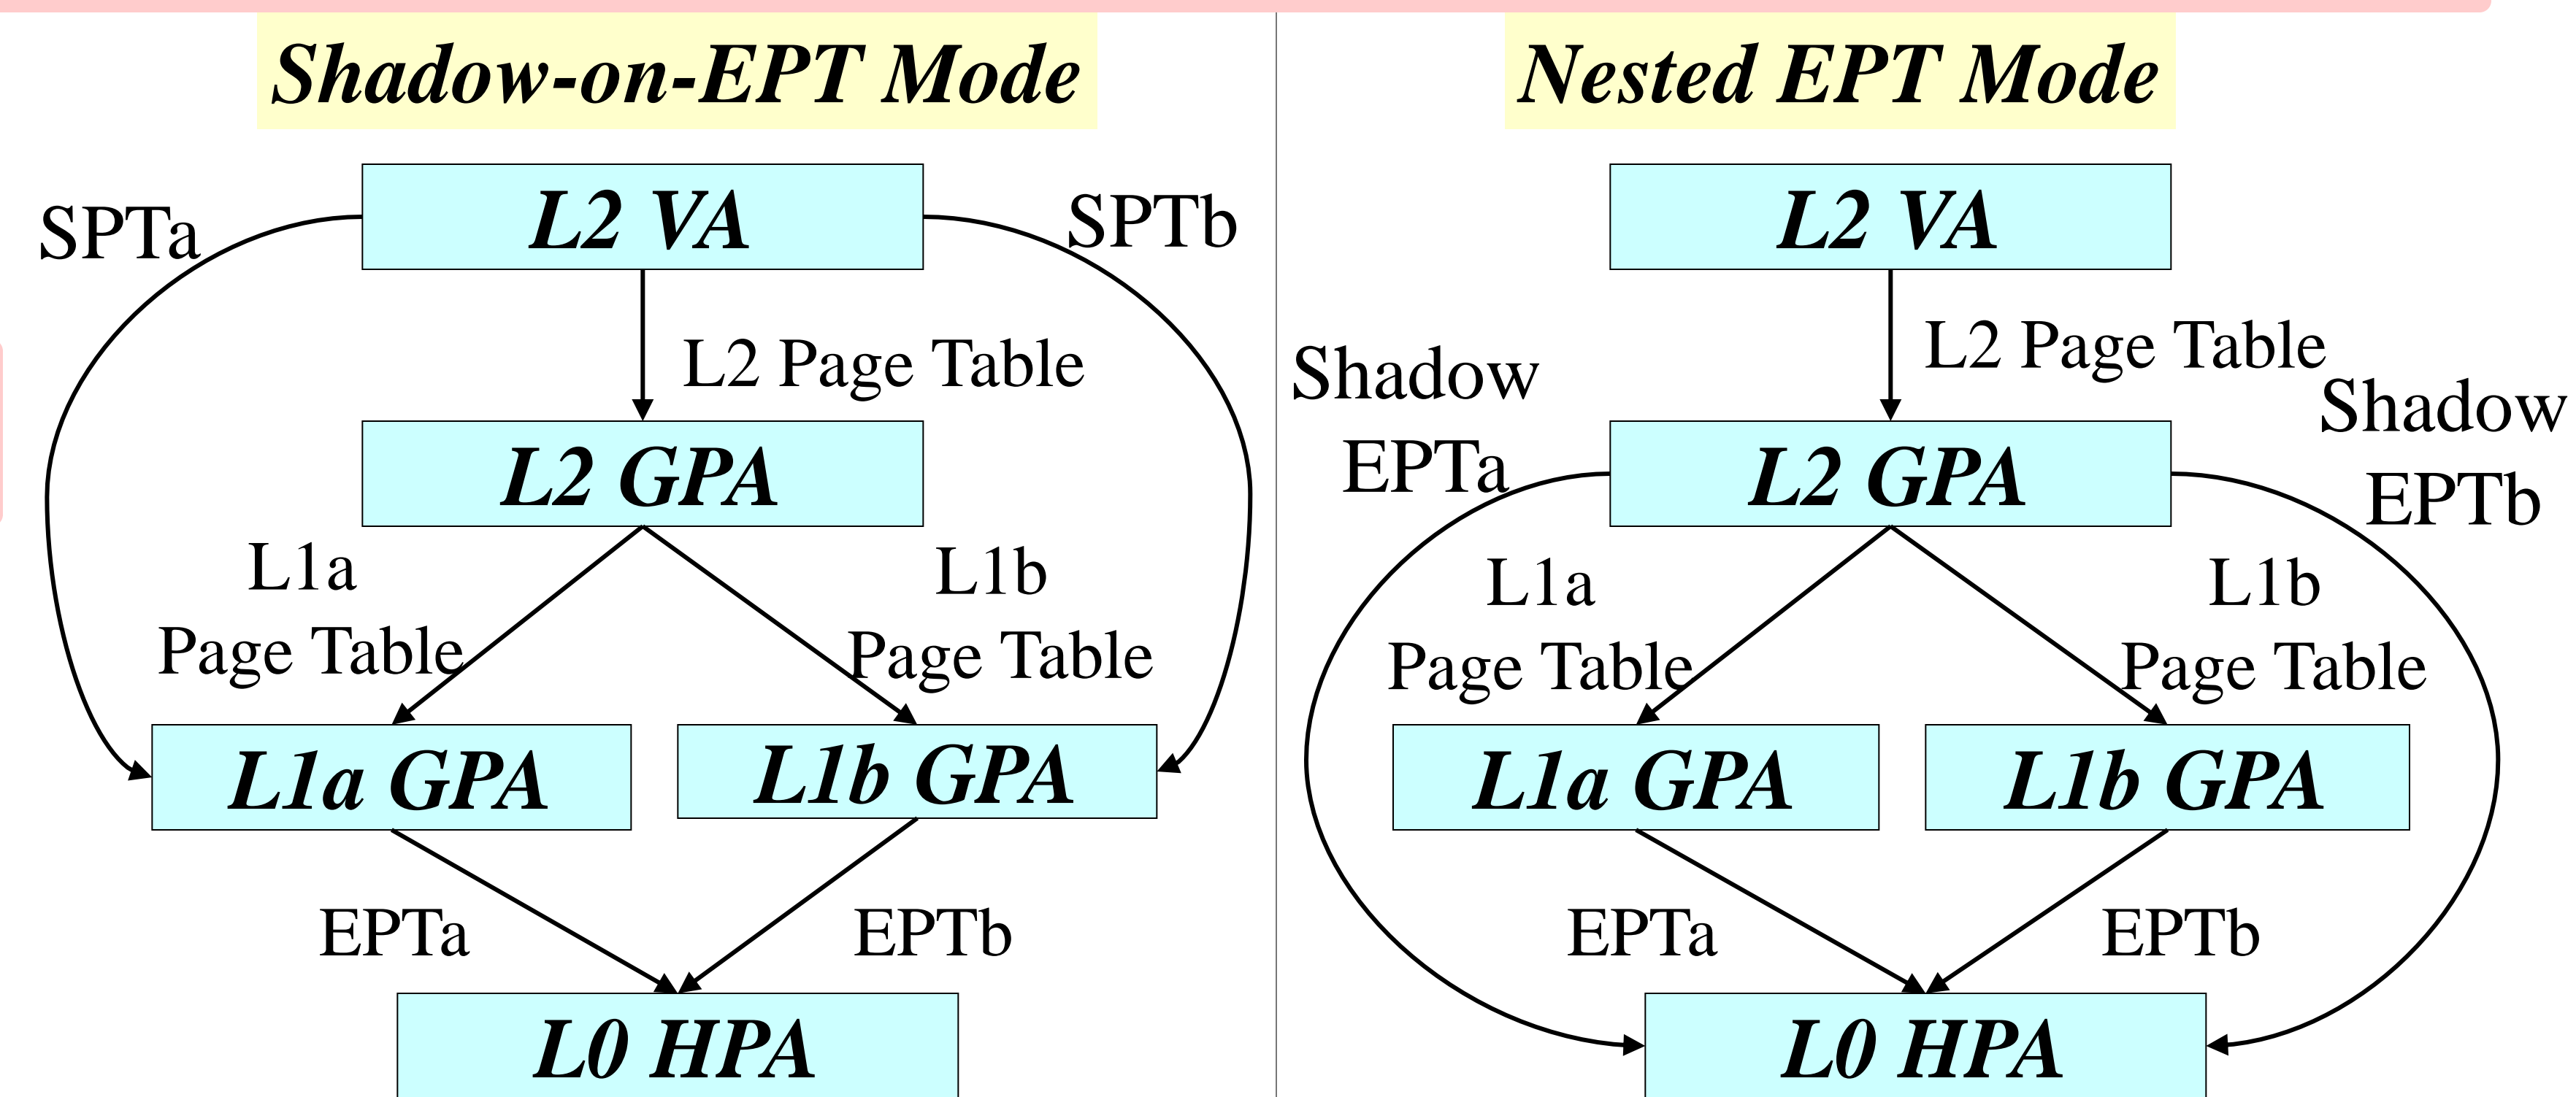 Shadow-on-EPT Mode
SPTa
L2 VA
SPTb
L2 Page Table
L2 GPA
L1a
Page Table
L1b
Page Table
L1a GPA
L1b GPA
EPTa
EPTb
L0 HPA
Nested EPT Mode
L2 VA
L2 Page Table
Shadow
EPTa
L2 GPA
Shadow
EPTb
L1a
Page Table
L1b
Page Table
L1a GPA
L1b GPA
EPTa
EPTb
L0 HPA